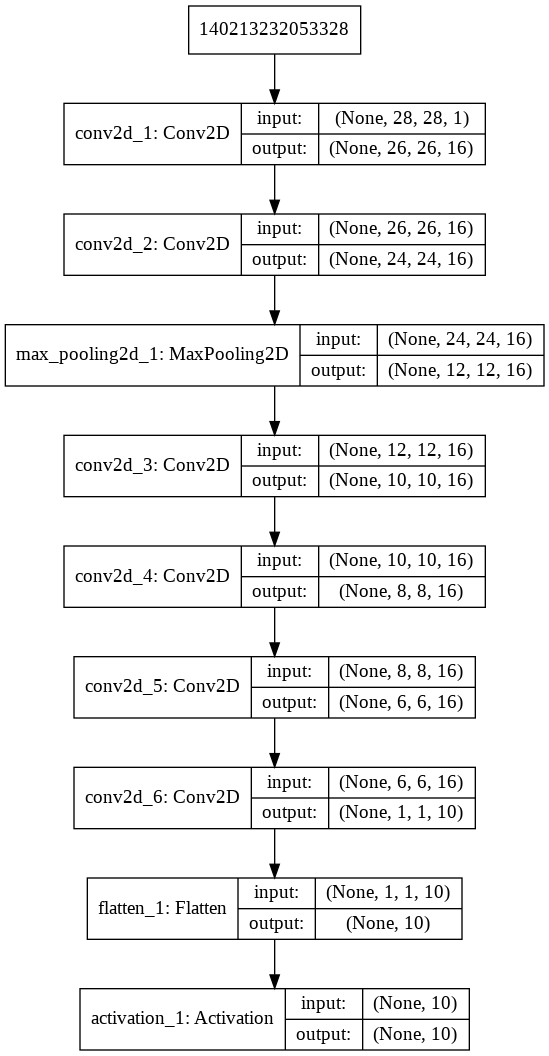 140213232053328
conv2d_1: Conv2D
input:
(None, 28, 28, 1)
output:
(None, 26, 26, 16)
conv2d_2: Conv2D
input:
(None, 26, 26, 16)
output:
(None, 24, 24, 16)
max_pooling2d_1: MaxPooling2D
input:
(None, 24, 24, 16)
output:
(None, 12, 12, 16)
conv2d_3: Conv2D
input:
(None, 12, 12, 16)
output:
(None, 10, 10, 16)
conv2d_4: Conv2D
input:
(None, 10, 10, 16)
output:
(None, 8, 8, 16)
conv2d_5: Conv2D
input:
(None, 8, 8, 16)
output:
(None, 6, 6, 16)
conv2d_6: Conv2D
input:
(None, 6, 6, 16)
output:
(None, 1, 1, 10)
flatten_1: Flatten
input:
(None, 1, 1, 10)
output:
(None, 10)
activation_1: Activation
input:
(None, 10)
output:
(None, 10)